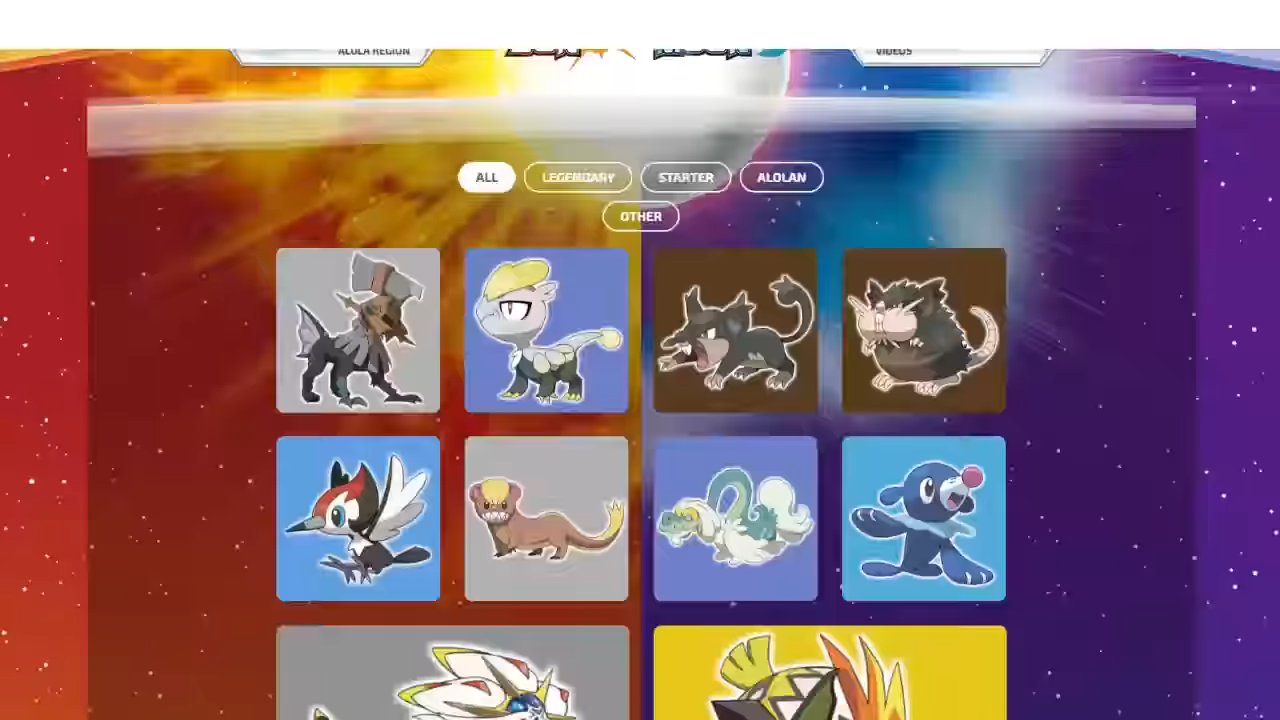 ALOLA REGION
VIDEOS
ALL
LEGENDARY
STARTER
ALOLAN
OTHER